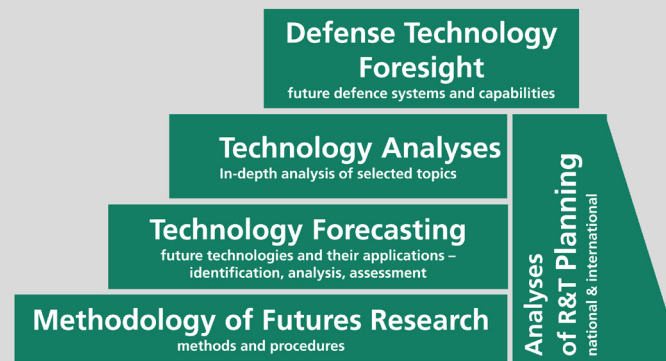 Defense Technology
Foresight
future defence systems and capabilities
Technology Analyses
In-depth analysis of selected topics
Technology Forecasting
future technologies and their applications –
identification, analysis, assessment
Methodology of Futures Research
methods and procedures
Analyses
of R&T Planning
national & international